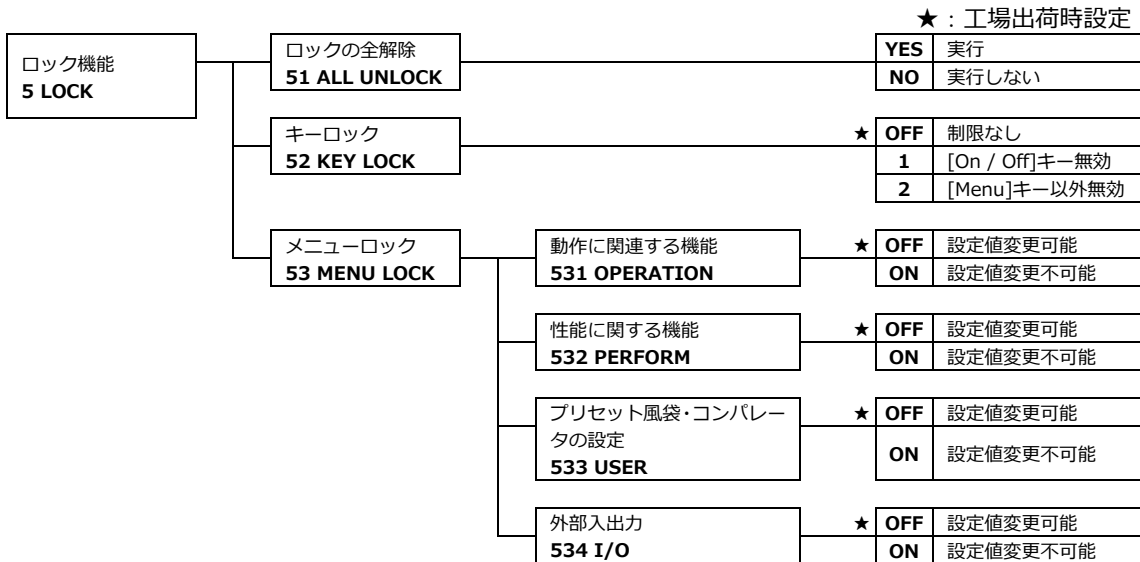 ★：工場出荷時設定
ロック機能
5 LOCK
ロックの全解除
51 ALL UNLOCK
YES 実行
NO 実行しない
キーロック
52 KEY LOCK
★ OFF 制限なし
1 [On / Off]キー無効
2 [Menu]キー以外無効
メニューロック
53 MENU LOCK
動作に関連する機能
531 OPERATION
★ OFF 設定値変更可能
ON 設定値変更不可能
性能に関する機能
532 PERFORM
★ OFF 設定値変更可能
ON 設定値変更不可能
プリセット風袋・コンパレー
タの設定
533 USER
★ OFF 設定値変更可能
ON 設定値変更不可能
外部入出力
534 I/O
★ OFF 設定値変更可能
ON 設定値変更不可能